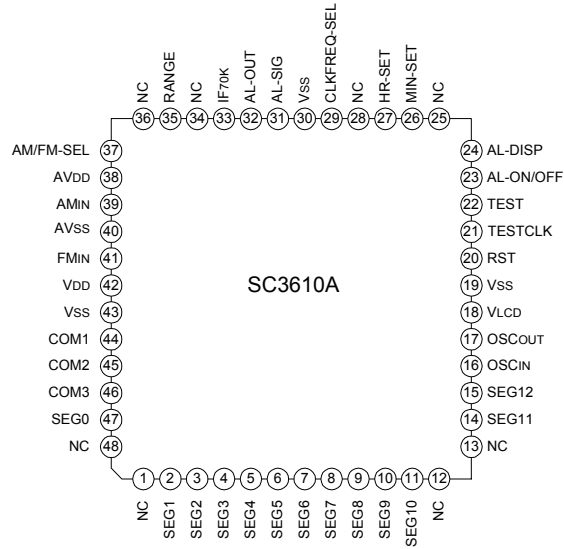 NC RANGE NC IF70K AL-OUT AL-SIG VSS CLKFREQ-SEL NC HR-SET MIN-SET NC
36 35 34 33 32 31 30 29 28 27 26 25
AM/FM-SEL 37 24 AL-DISP
AVDD 38 23 AL-ON/OFF
AMIN 39 22 TEST
AVSS 40 21 TESTCLK
FMIN 41 20 RST
VDD 42 SC3610A 19 VSS
VSS 43 18 VLCD
COM1 44 17 OSCOUT
COM2 45 16 OSCIN
COM3 46 15 SEG12
SEG0 47 14 SEG11
NC 48 13 NC
1 2 3 4 5 6 7 8 9 10 11 12
NC SEG1 SEG2 SEG3 SEG4 SEG5 SEG6 SEG7 SEG8 SEG9 SEG10 NC